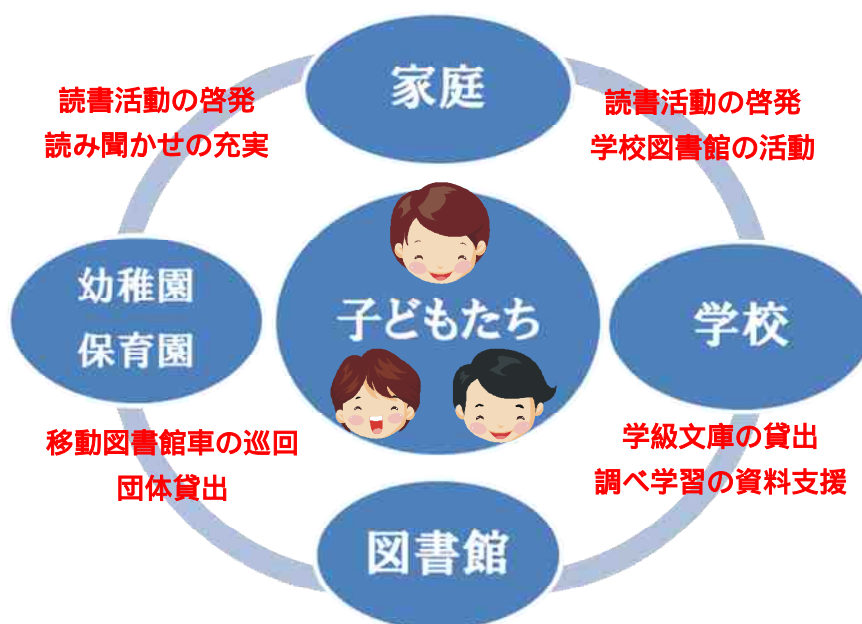 家庭
読書活動の啓発
読み聞かせの充実
読書活動の啓発
学校図書館の活動
幼稚園
保育園
子どもたち
学校
移動図書館車の巡回
団体貸出
学級文庫の貸出
調べ学習の資料支援
図書館